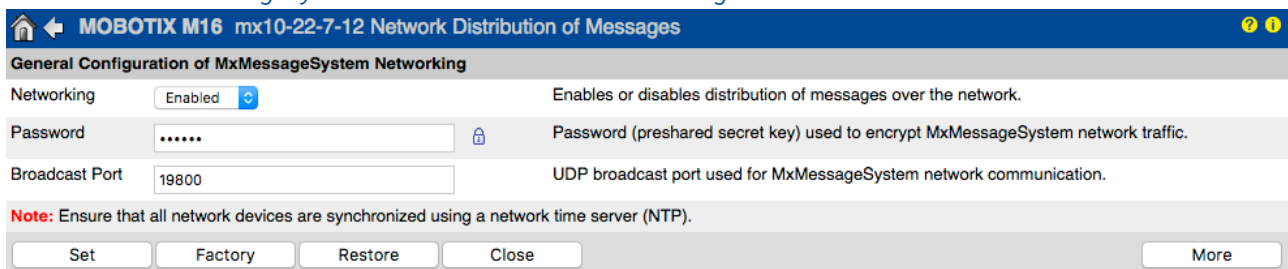 MOBOTIX M16 mx10-22-7-12 Network Distribution of Messages
General Configuration of MxMessageSystem Networking
Networking Enabled Enables or disables distribution of messages over the network.
Password •••••• Password (preshared secret key) used to encrypt MxMessageSystem network traffic.
Broadcast Port 19800 UDP broadcast port used for MxMessageSystem network communication.
Note: Ensure that all network devices are synchronized using a network time server (NTP).
Set Factory Restore Close More